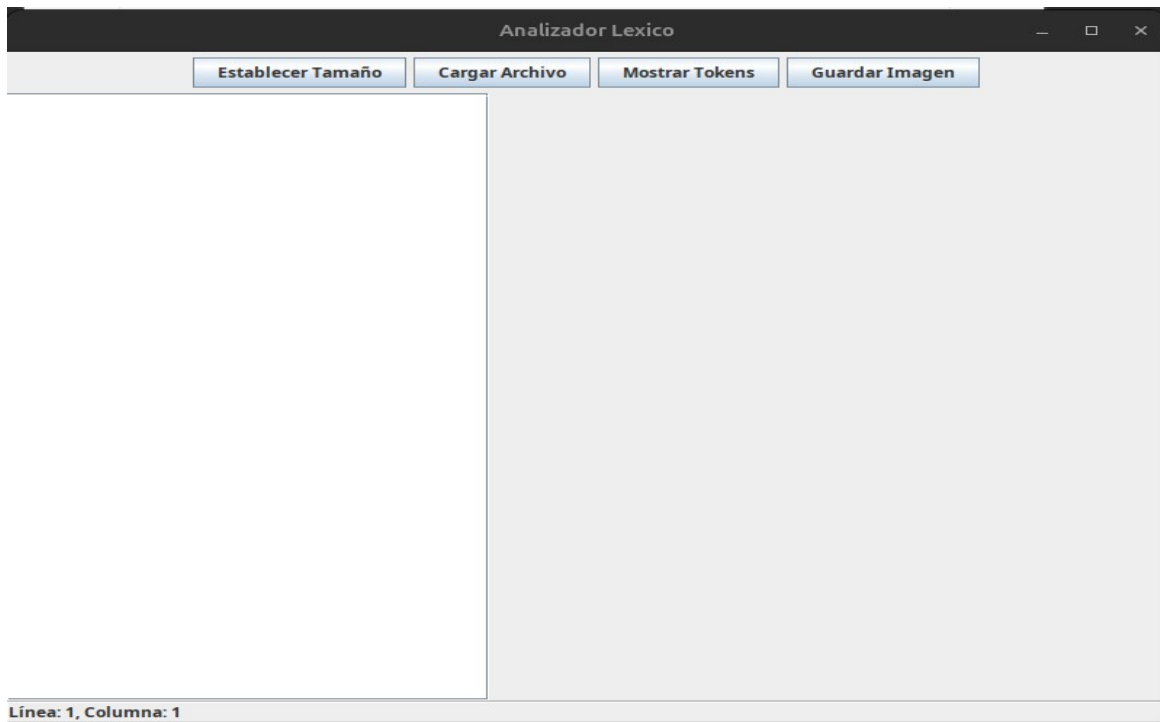 Analizador Lexico
Establecer Tamaño Cargar Archivo Mostrar Tokens Guardar Imagen
Línea: 1, Columna: 1